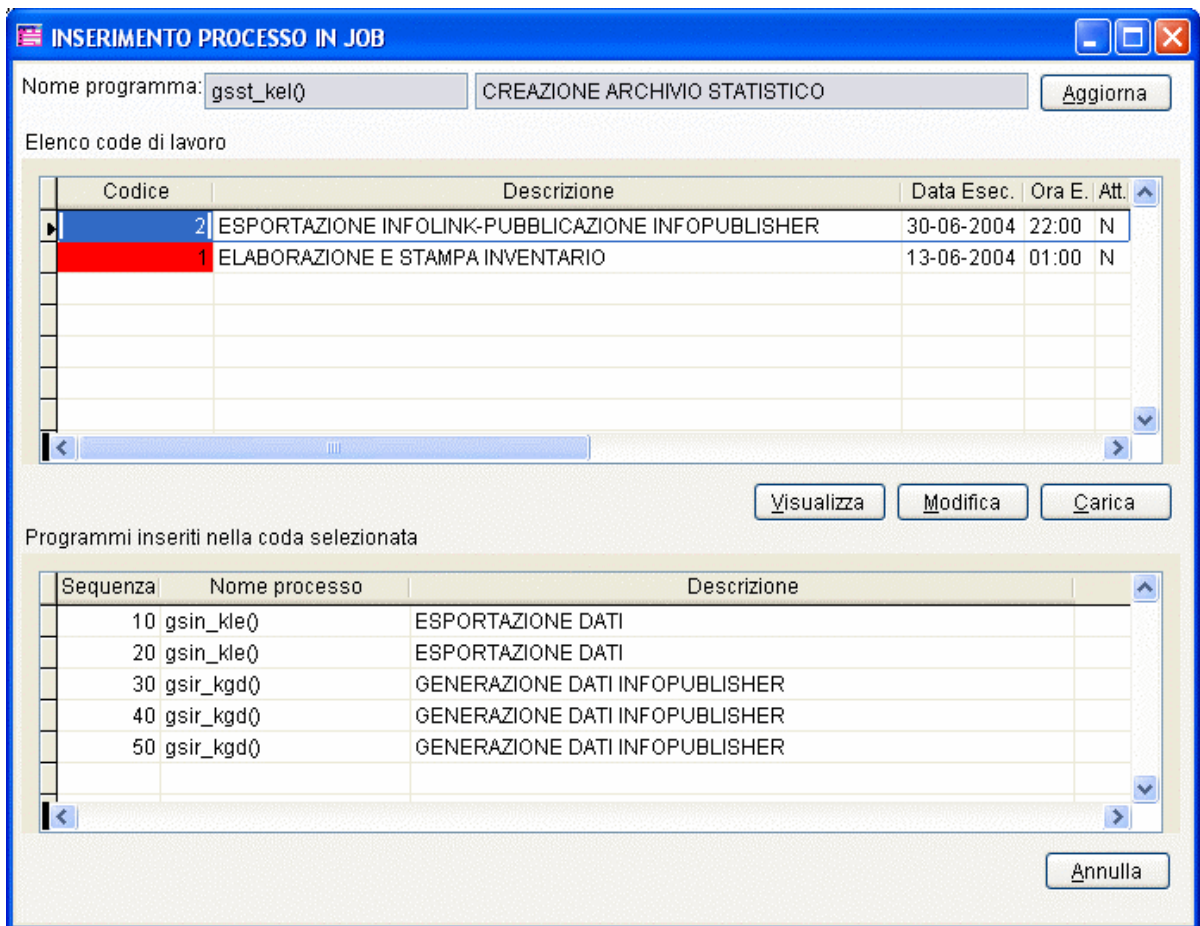 INSERIMENTO PROCESSO IN JOB
Nome programma: gsst_kel() CREAZIONE ARCHIVIO STATISTICO Aggiorna
Elenco code di lavoro
Codice Descrizione Data Esec. Ora E. Att.
2 ESPORTAZIONE INFOLINK-PUBBLICAZIONE INFOPUBLISHER 30-06-2004 22:00 N
1 ELABORAZIONE E STAMPA INVENTARIO 13-06-2004 01:00 N
Visualizza Modifica Carica
Programmi inseriti nella coda selezionata
Sequenza Nome processo Descrizione
10 gsin_kle() ESPORTAZIONE DATI
20 gsin_kle() ESPORTAZIONE DATI
30 gsir_kgd() GENERAZIONE DATI INFOPUBLISHER
40 gsir_kgd() GENERAZIONE DATI INFOPUBLISHER
50 gsir_kgd() GENERAZIONE DATI INFOPUBLISHER
Annulla